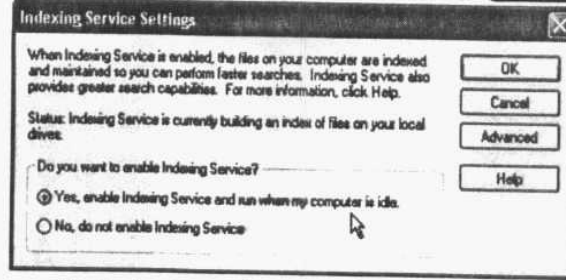 Indexing Service Settings
When Indexing Service is enabled, the files on your computer are indexed
and maintained so you can perform faster searches. Indexing Service also
provides greater search capabilities. For more information, click Help.
Status: Indexing Service is currently building an index of files on your local
drives.
Do you want to enable Indexing Service?
Yes, enable Indexing Service and run when my computer is idle.
No, do not enable Indexing Service
OK
Cancel
Advanced
Help